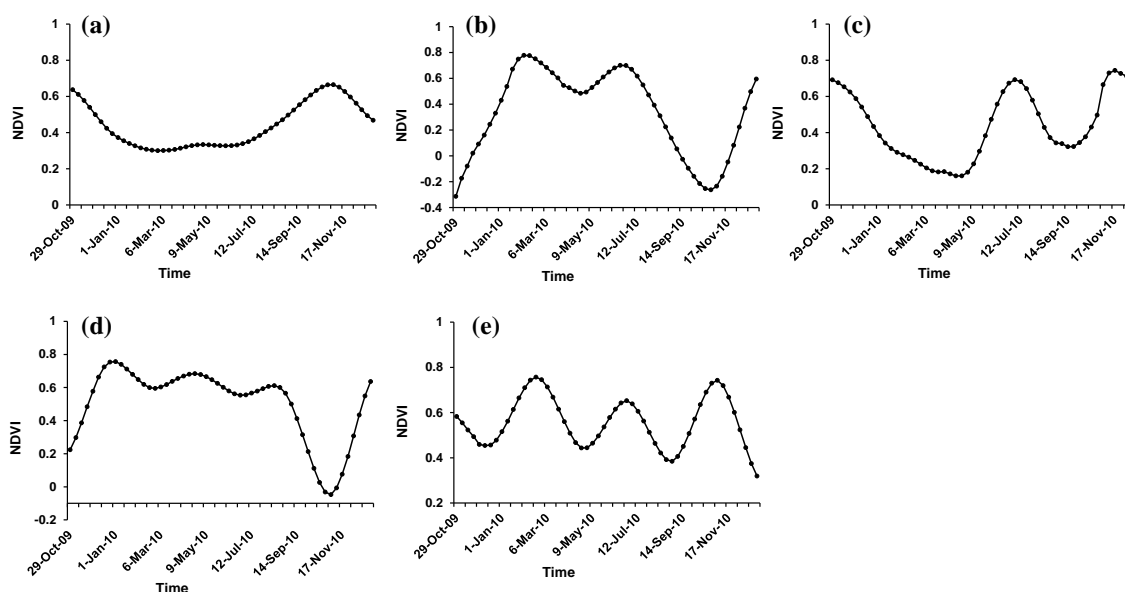 (a)
1
0.8
0.6
0.4
0.2
0
NDVI
29-Oct-09
1-Jan-10
6-Mar-10
9-May-10
12-Jul-10
14-Sep-10
17-Nov-10
Time
(b)
1
0.8
0.6
0.4
0.2
0
-0.2
-0.4
NDVI
29-Oct-09
1-Jan-10
6-Mar-10
9-May-10
12-Jul-10
14-Sep-10
17-Nov-10
Time
(c)
1
0.8
0.6
0.4
0.2
0
NDVI
29-Oct-09
1-Jan-10
6-Mar-10
9-May-10
12-Jul-10
14-Sep-10
17-Nov-10
Time
(d)
1
0.8
0.6
0.4
0.2
0
-0.2
NDVI
29-Oct-09
1-Jan-10
6-Mar-10
9-May-10
12-Jul-10
14-Sep-10
17-Nov-10
Time
(e)
1
0.8
0.6
0.4
0.2
NDVI
29-Oct-09
1-Jan-10
6-Mar-10
9-May-10
12-Jul-10
14-Sep-10
17-Nov-10
Time